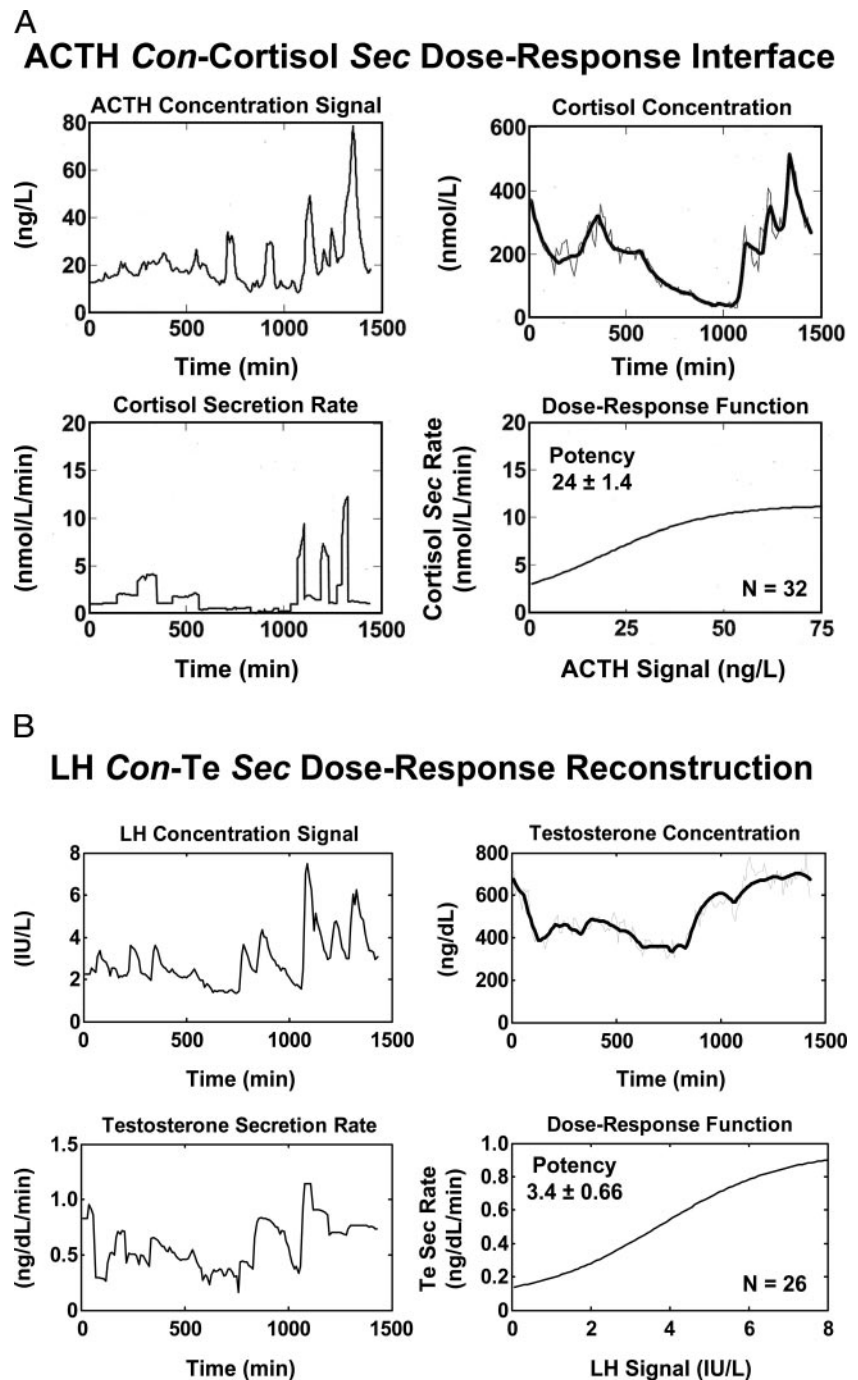 A
ACTH Con-Cortisol Sec Dose-Response Interface
ACTH Concentration Signal
(ng/L)
80
60
40
20
0
0 500 1000 1500
Time (min)
Cortisol Concentration
(nmol/L)
600
400
200
0
0 500 1000 1500
Time (min)
Cortisol Secretion Rate
(nmol/L/min)
20
15
10
5
0
0 500 1000 1500
Time (min)
Dose-Response Function
Cortisol Sec Rate
(nmol/L/min)
20
15
10
5
0
Potency
24 ± 1.4
N = 32
0 25 50 75
ACTH Signal (ng/L)
B
LH Con-Te Sec Dose-Response Reconstruction
LH Concentration Signal
(IU/L)
8
6
4
2
0
0 500 1000 1500
Time (min)
Testosterone Concentration
(ng/dL)
800
600
400
200
0
0 500 1000 1500
Time (min)
Testosterone Secretion Rate
(ng/dL/min)
1.5
1.0
0.5
0
0 500 1000 1500
Time (min)
Dose-Response Function
Te Sec Rate
(ng/dL/min)
1.0
0.8
0.6
0.4
0.2
0
Potency
3.4 ± 0.66
N = 26
0 2 4 6 8
LH Signal (IU/L)